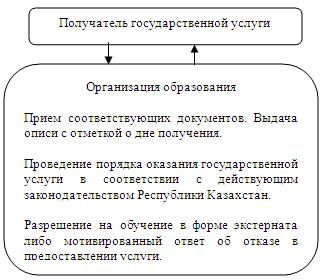 Получатель государственной услуги
Организация образования
Прием соответствующих документов. Выдача
описи с отметкой о дне получения.
Проведение порядка оказания государственной
услуги в соответствии с действующим
законодательством Республики Казахстан.
Разрешение на обучение в форме экстерната
либо мотивированный ответ об отказе в
предоставлении услуги.